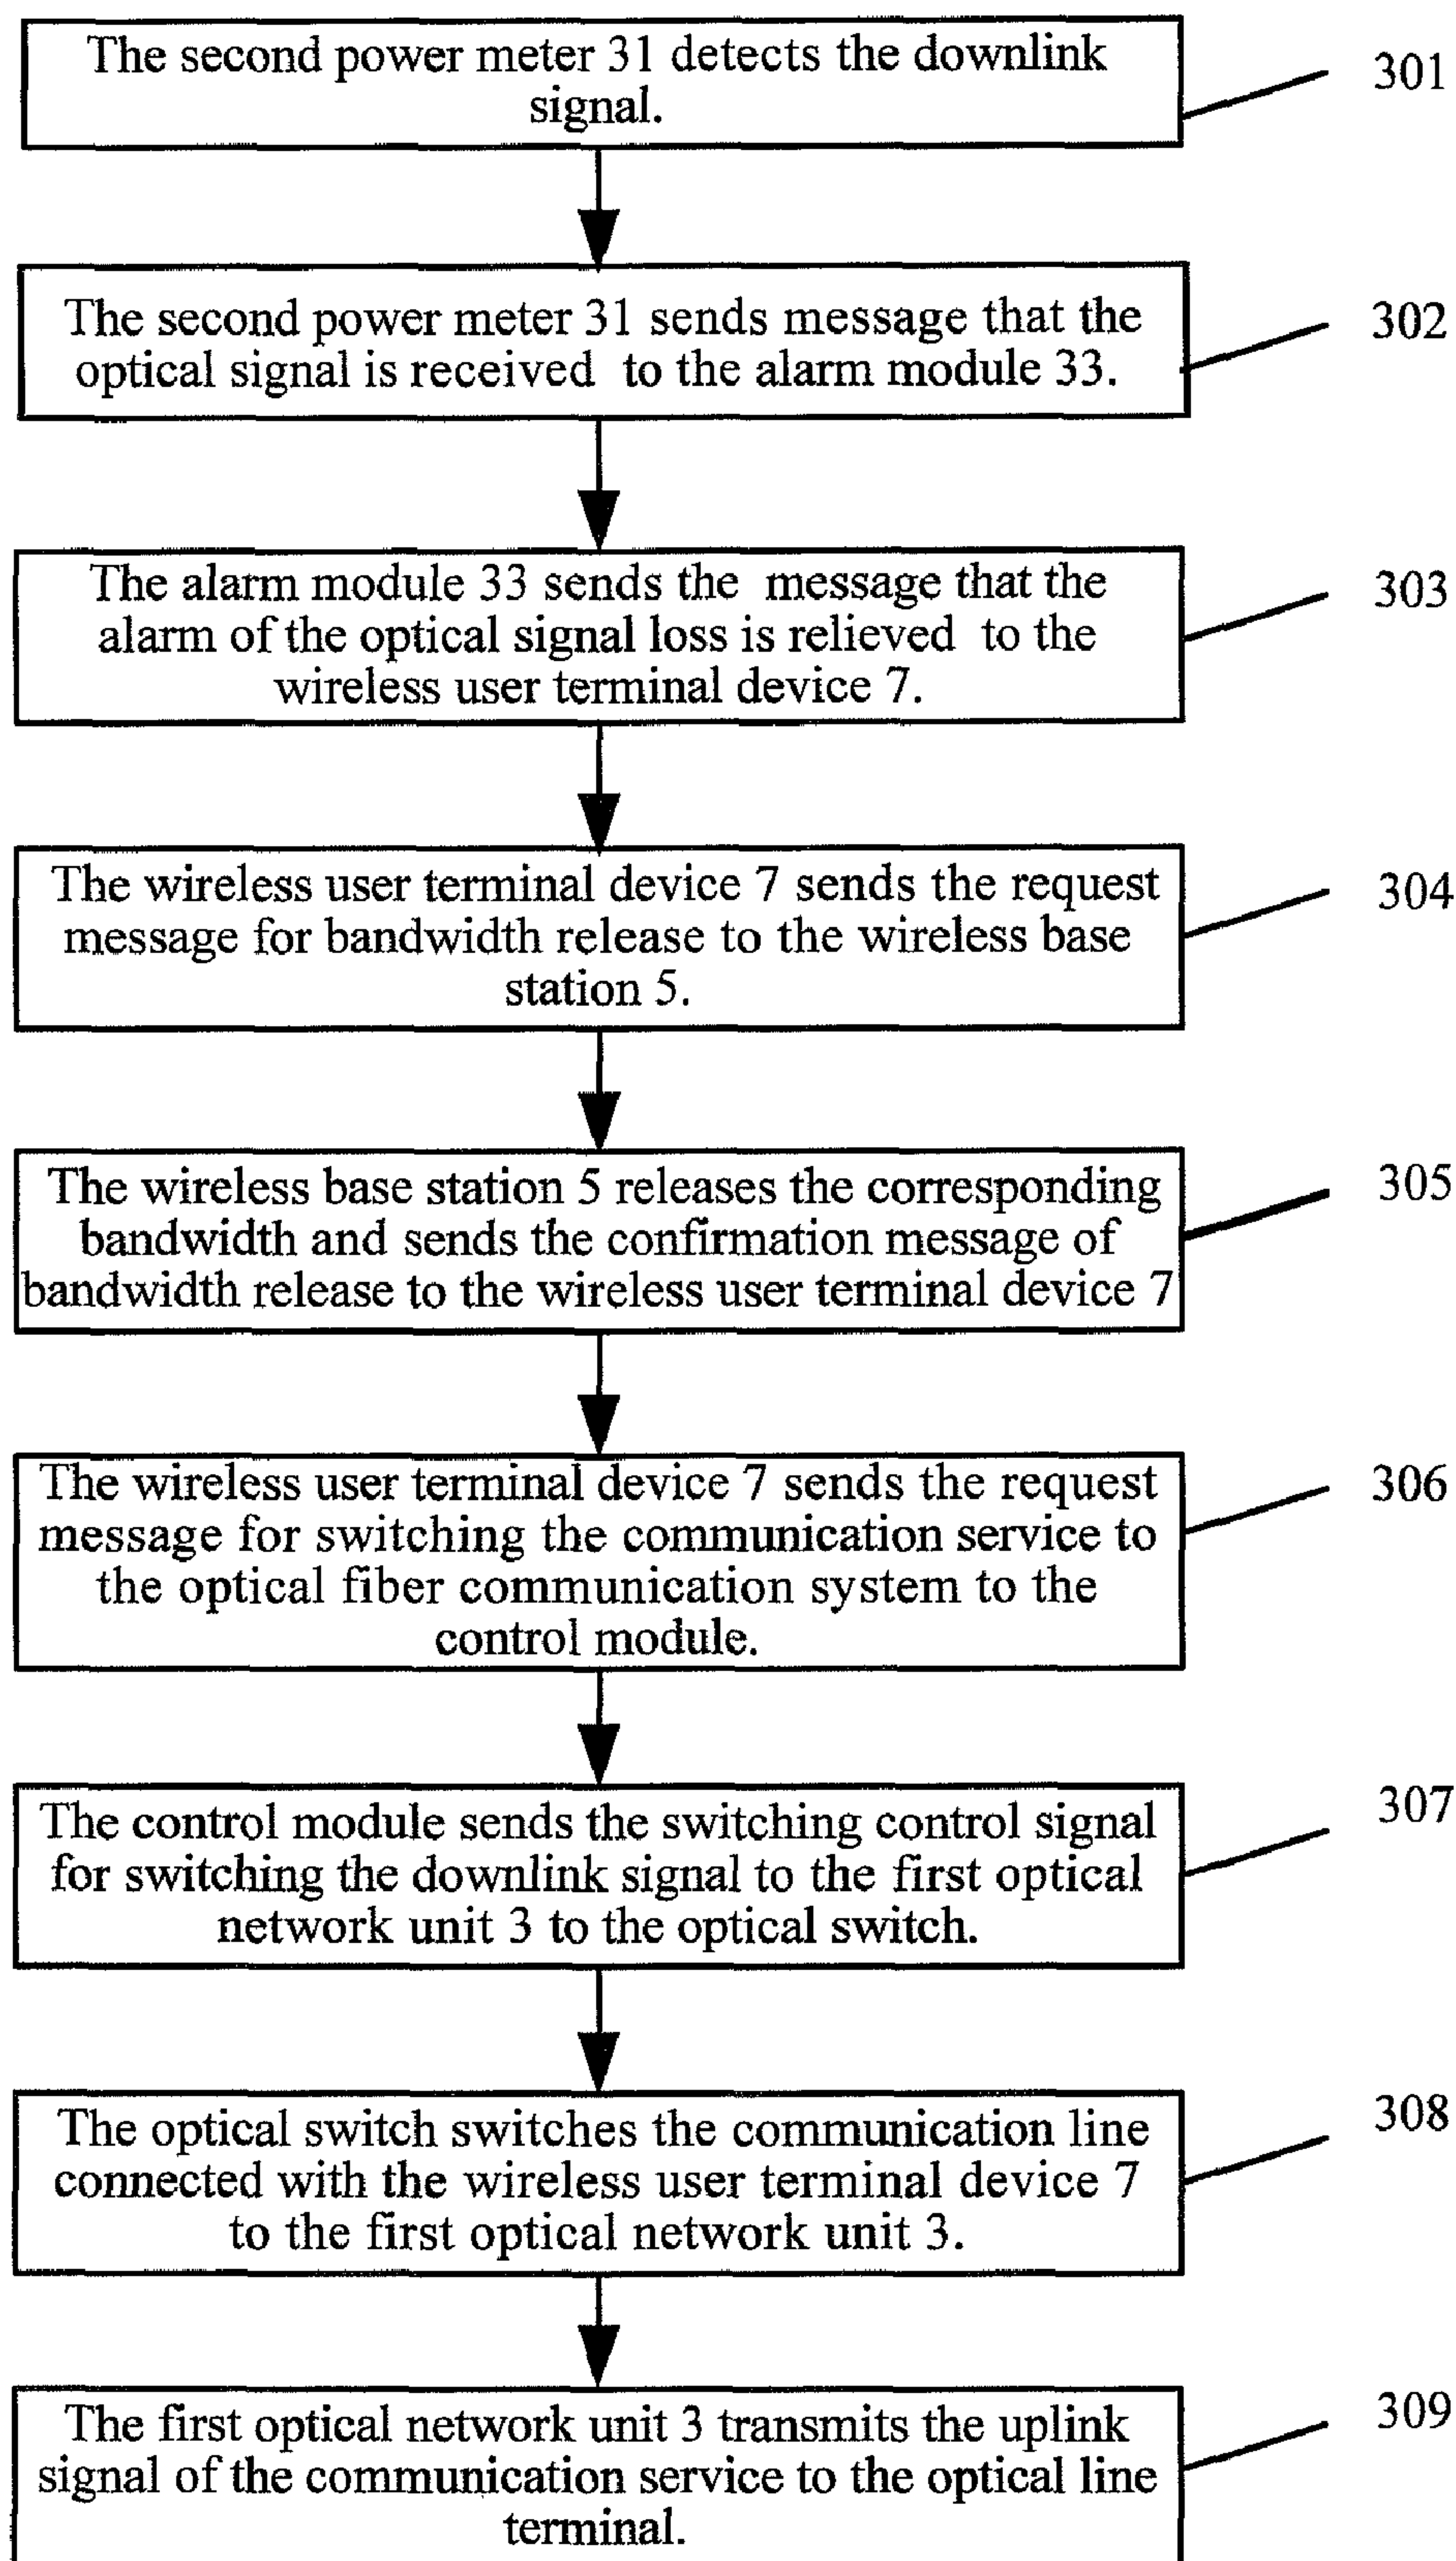 The second power meter 31 detects the downlink
signal.
301
The second power meter 31 sends message that the
optical signal is received to the alarm module 33.
302
The alarm module 33 sends the message that the
alarm of the optical signal loss is relieved to the
wireless user terminal device 7.
303
The wireless user terminal device 7 sends the request
message for bandwidth release to the wireless base
station 5.
304
The wireless base station 5 releases the corresponding
bandwidth and sends the confirmation message of
bandwidth release to the wireless user terminal device 7
305
The wireless user terminal device 7 sends the request
message for switching the communication service to
the optical fiber communication system to the
control module.
306
The control module sends the switching control signal
for switching the downlink signal to the first optical
network unit 3 to the optical switch.
307
The optical switch switches the communication line
connected with the wireless user terminal device 7
to the first optical network unit 3.
308
The first optical network unit 3 transmits the uplink
signal of the communication service to the optical line
terminal.
309